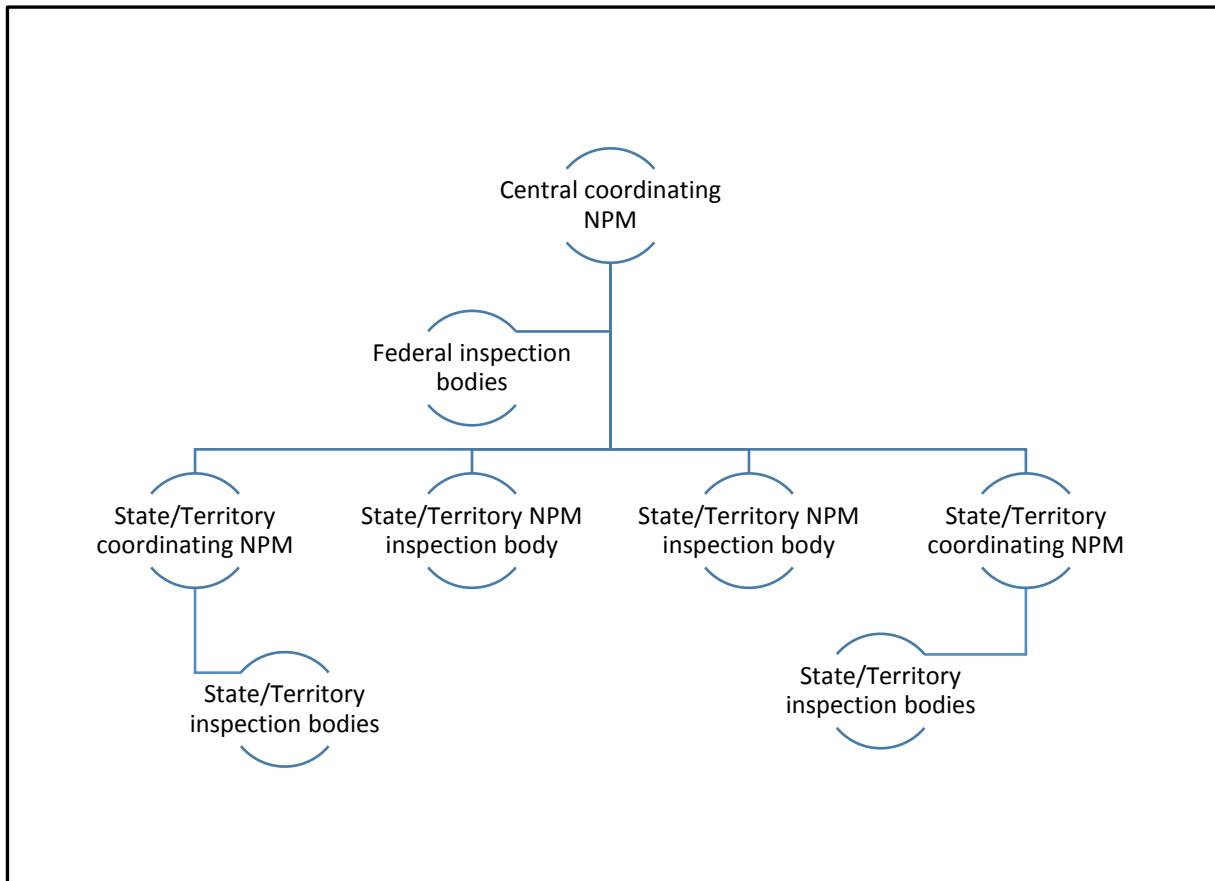 Central coordinating
NPM
Federal inspection
bodies
State/Territory
coordinating NPM
State/Territory NPM
inspection body
State/Territory NPM
inspection body
State/Territory
coordinating NPM
State/Territory
inspection bodies
State/Territory
inspection bodies